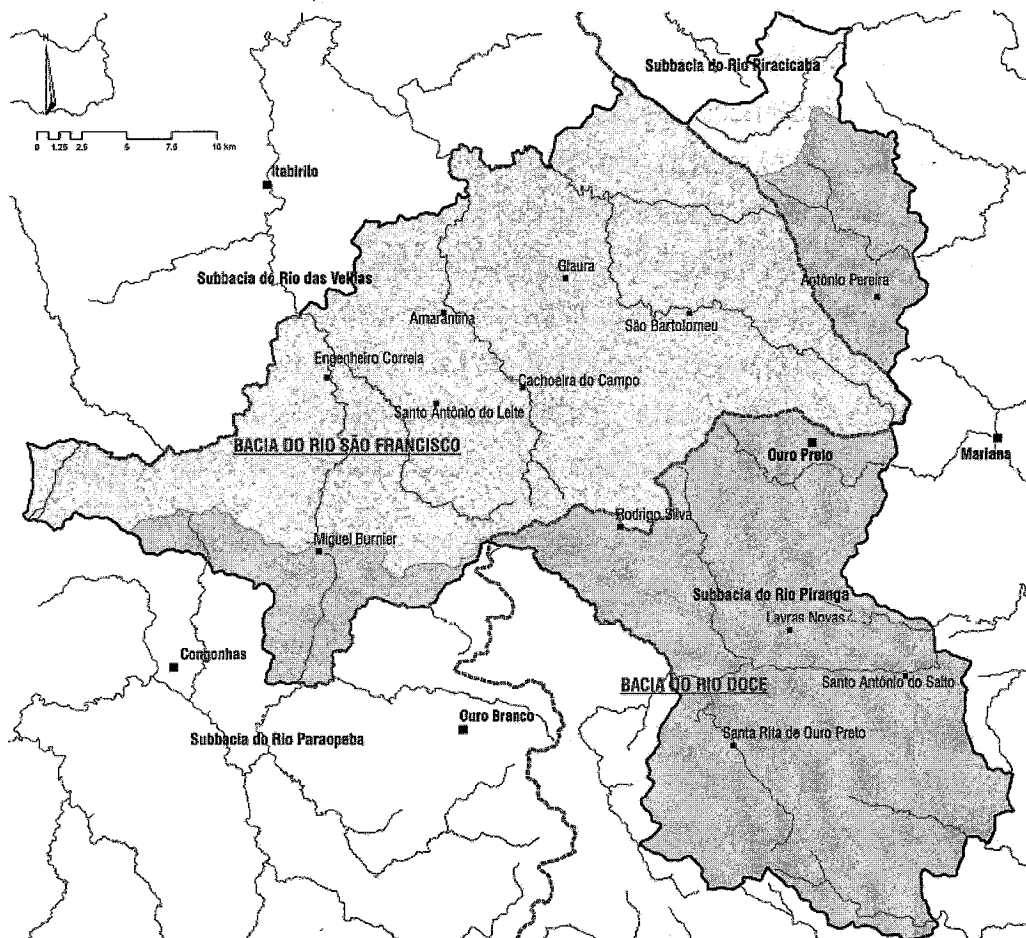 Subbacia do Rio Piracicaba
N
0 1.25 2.5 5 7.5 10 km
Itabirito
Subbacia do Rio das Velhas
Glaura
Antônio Pereira
Amarantina
São Bartolomeu
Engenheiro Correia
Cachoeira do Campo
Santo Antônio do Leite
BACIA DO RIO SÃO FRANCISCO
Ouro Preto
Mariana
Rodrigo Silva
Miguel Burnier
Subbacia do Rio Piranga
Lavras Novas
Congonhas
BACIA DO RIO DOCE
Santo Antônio do Salto
Ouro Branco
Subbacia do Rio Paraopeba
Santa Rita de Ouro Preto